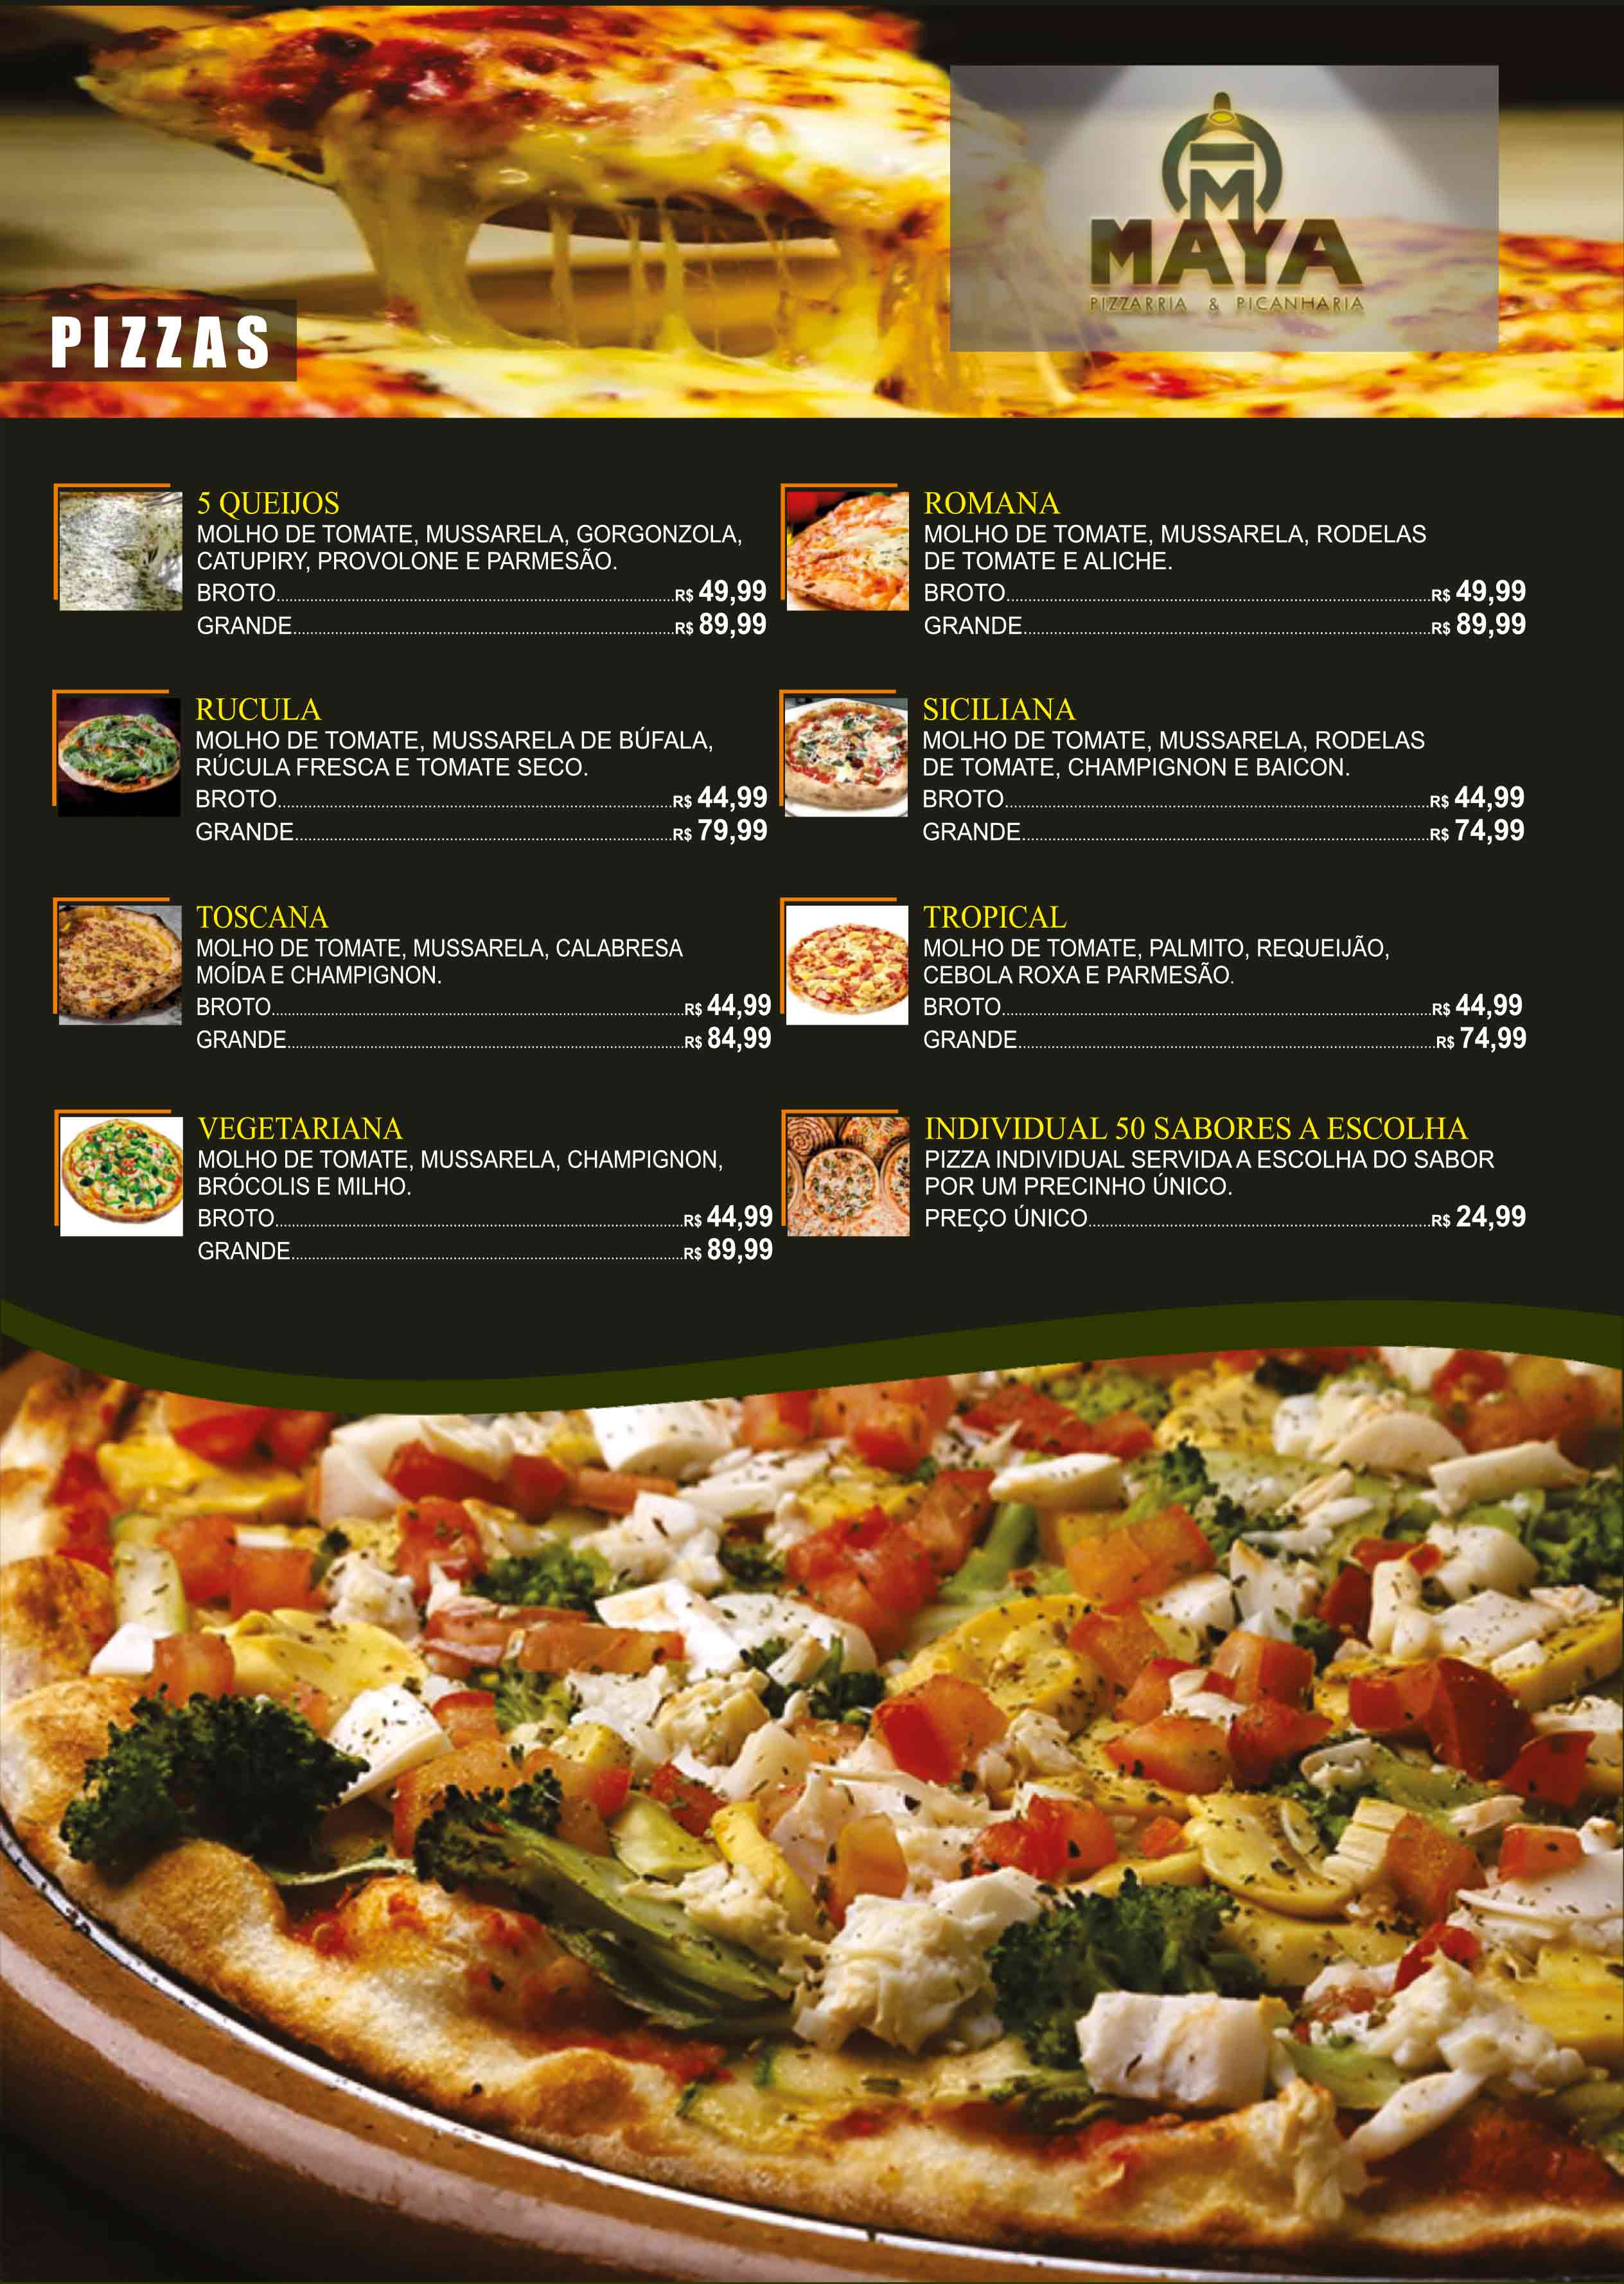 MAYA
PIZZARRIA & PICANHARIA
PIZZAS
5 QUEIJOS
MOLHO DE TOMATE, MUSSARELA, GORGONZOLA,
CATUPIRY, PROVOLONE E PARMESÃO.
BROTO R$ 49,99
GRANDE R$ 89,99
ROMANA
MOLHO DE TOMATE, MUSSARELA, RODELAS
DE TOMATE E ALICHE.
BROTO R$ 49,99
GRANDE R$ 89,99
RUCULA
MOLHO DE TOMATE, MUSSARELA DE BÚFALA,
RÚCULA FRESCA E TOMATE SECO.
BROTO R$ 44,99
GRANDE R$ 79,99
SICILIANA
MOLHO DE TOMATE, MUSSARELA, RODELAS
DE TOMATE, CHAMPIGNON E BAICON.
BROTO R$ 44,99
GRANDE R$ 74,99
TOSCANA
MOLHO DE TOMATE, MUSSARELA, CALABRESA
MOÍDA E CHAMPIGNON.
BROTO R$ 44,99
GRANDE R$ 84,99
TROPICAL
MOLHO DE TOMATE, PALMITO, REQUEIJÃO,
CEBOLA ROXA E PARMESÃO.
BROTO R$ 44,99
GRANDE R$ 74,99
VEGETARIANA
MOLHO DE TOMATE, MUSSARELA, CHAMPIGNON,
BRÓCOLIS E MILHO.
BROTO R$ 44,99
GRANDE R$ 89,99
INDIVIDUAL 50 SABORES A ESCOLHA
PIZZA INDIVIDUAL SERVIDA A ESCOLHA DO SABOR
POR UM PRECINHO ÚNICO.
PREÇO ÚNICO R$ 24,99